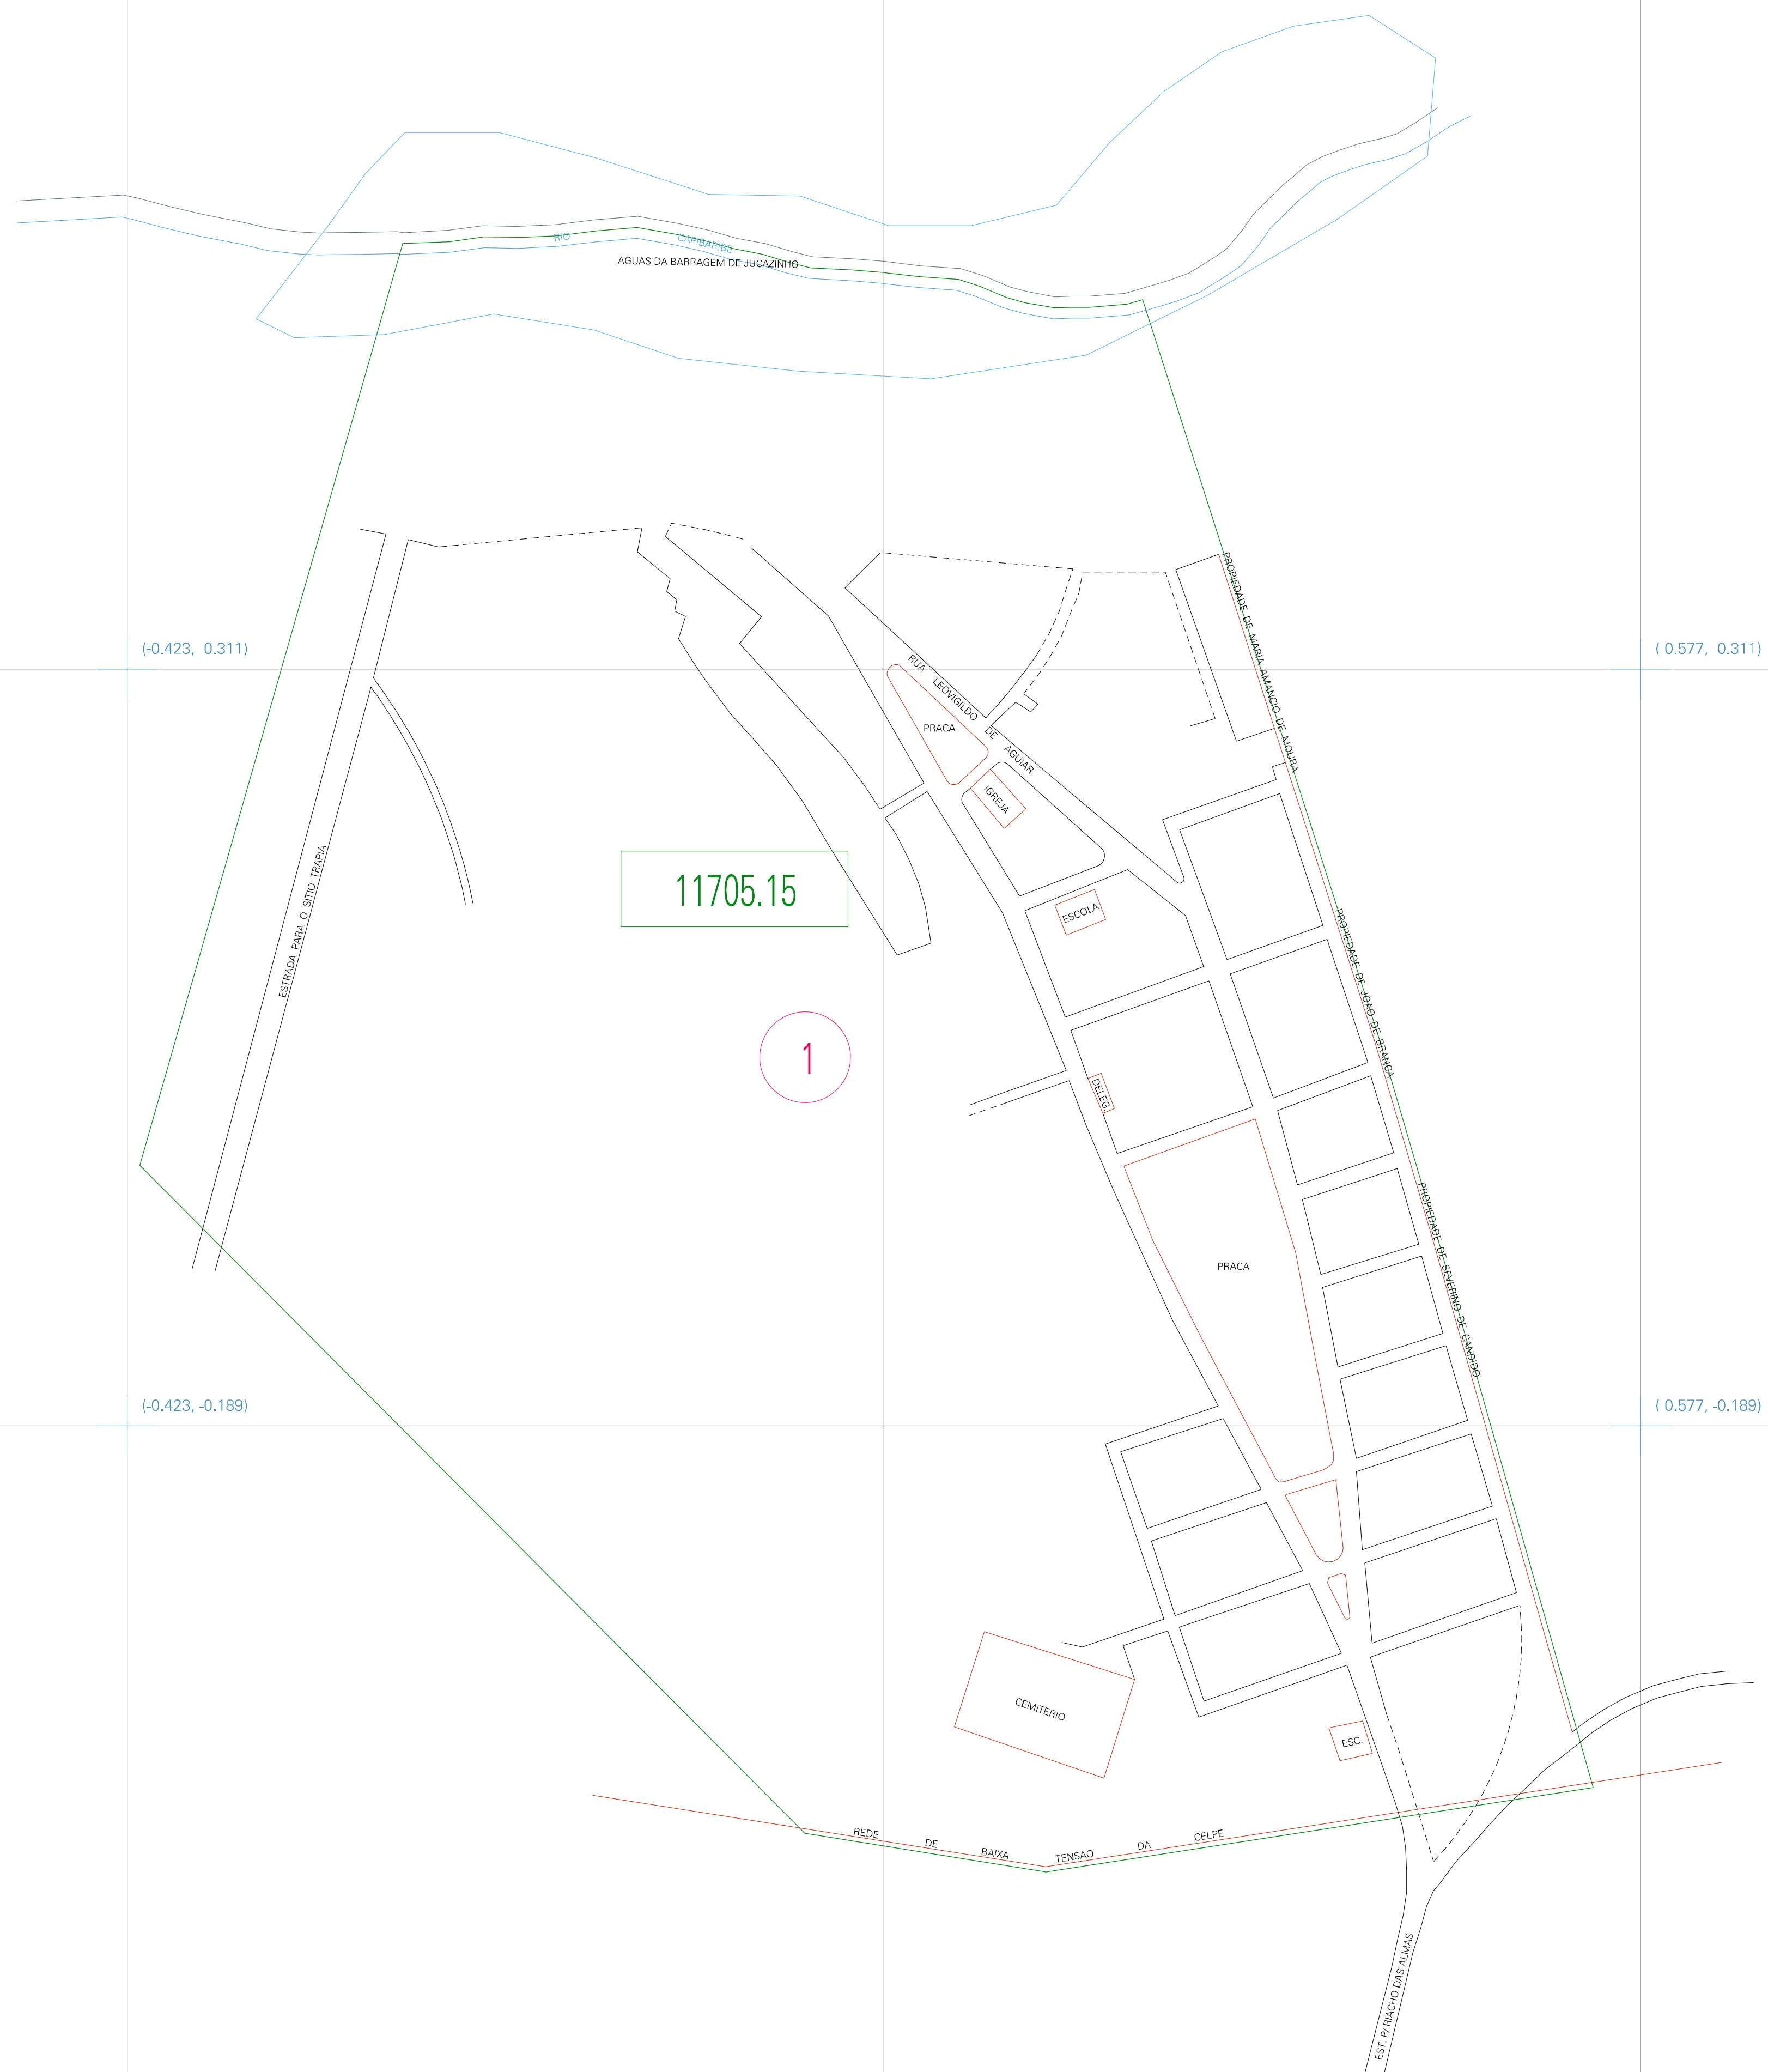 RIO CAPIBARIBE
AGUAS DA BARRAGEM DE JUCAZINHO
(-0.423, 0.311)
( 0.577, 0.311)
PROPIEDADE DE MARIA AMANCIO DE MOURA
RUA LEOVIGILDO DE AGUIAR
PRACA
IGREJA
ESTRADA PARA O SITIO TRAPIA
11705.15
ESCOLA
PROPIEDADE DE JOAO DE BRANCA
1
DELEG
PROPIEDADE DE SEVERINO DE CANDIDO
PRACA
(-0.423, -0.189)
( 0.577, -0.189)
CEMITERIO
ESC.
REDE DE BAIXA TENSAO DA CELPE
EST. P/ RIACHO DAS ALMAS